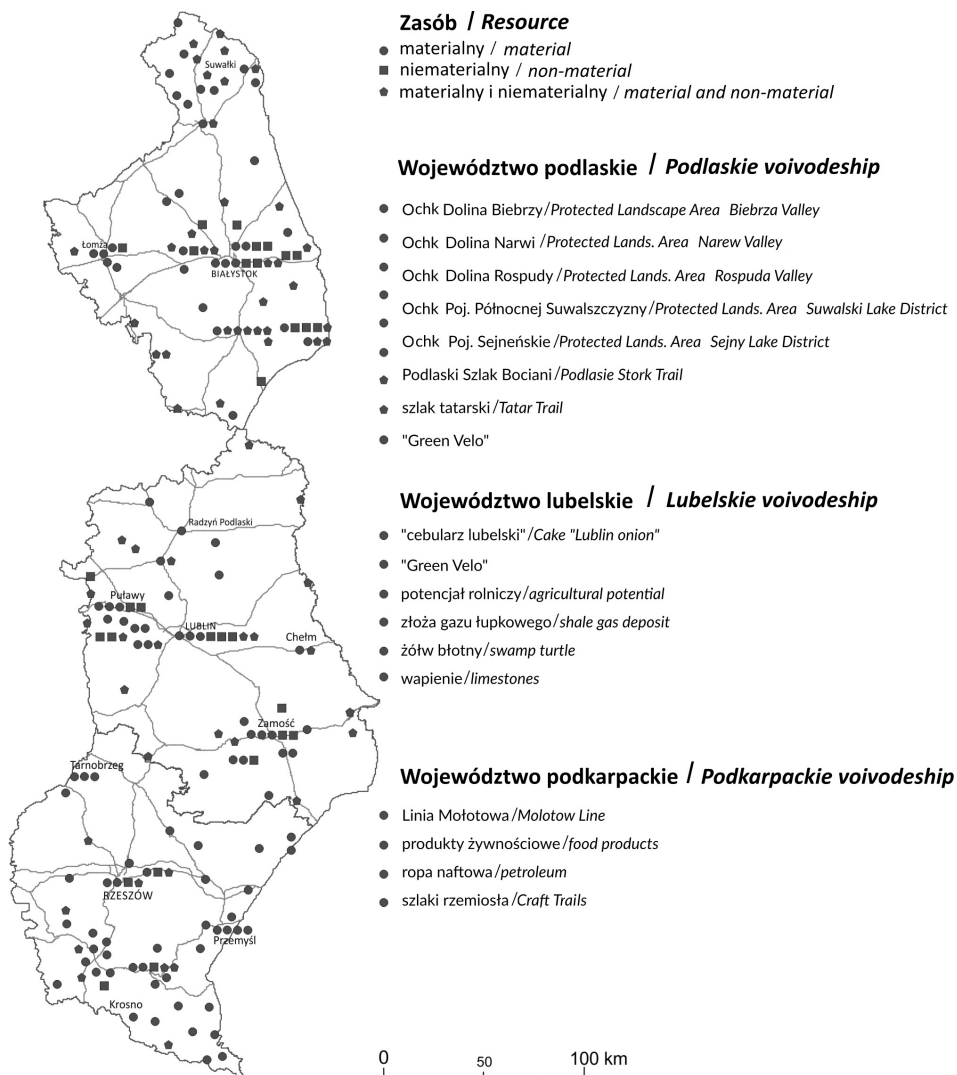 Zasób / Resource
materialny / material
niematerialny / non-material
materialny i niematerialny / material and non-material
Województwo podlaskie / Podlaskie voivodeship
Ochk Dolina Biebrzy/Protected Landscape Area Biebrza Valley
Ochk Dolina Narwi /Protected Lands. Area Narew Valley
Ochk Dolina Rospudy/Protected Lands. Area Rospuda Valley
Ochk Poj. Północnej Suwalszczyzny/Protected Lands. Area Suwalski Lake District
Ochk Poj. Sejneńskie/Protected Lands. Area Sejny Lake District
Podlaski Szlak Bociani/Podlasie Stork Trail
szlak tatarski/Tatar Trail
"Green Velo"
Województwo lubelskie / Lubelskie voivodeship
"cebularz lubelski"/Cake "Lublin onion"
"Green Velo"
potencjał rolniczy/agricultural potential
złoża gazu łupkowego/shale gas deposit
żółw błotny/swamp turtle
wapienie/limestones
Województwo podkarpackie / Podkarpackie voivodeship
Linia Mołotowa/Molotow Line
produkty żywnościowe/food products
ropa naftowa/petroleum
szlaki rzemiosła/Craft Trails
Suwałki
Łomża
BIAŁYSTOK
Radzyń Podlaski
Puławy
LUBLIN
Chełm
Zamość
Tarnobrzeg
RZESZÓW
Przemyśl
Krosno
0 50 100 km